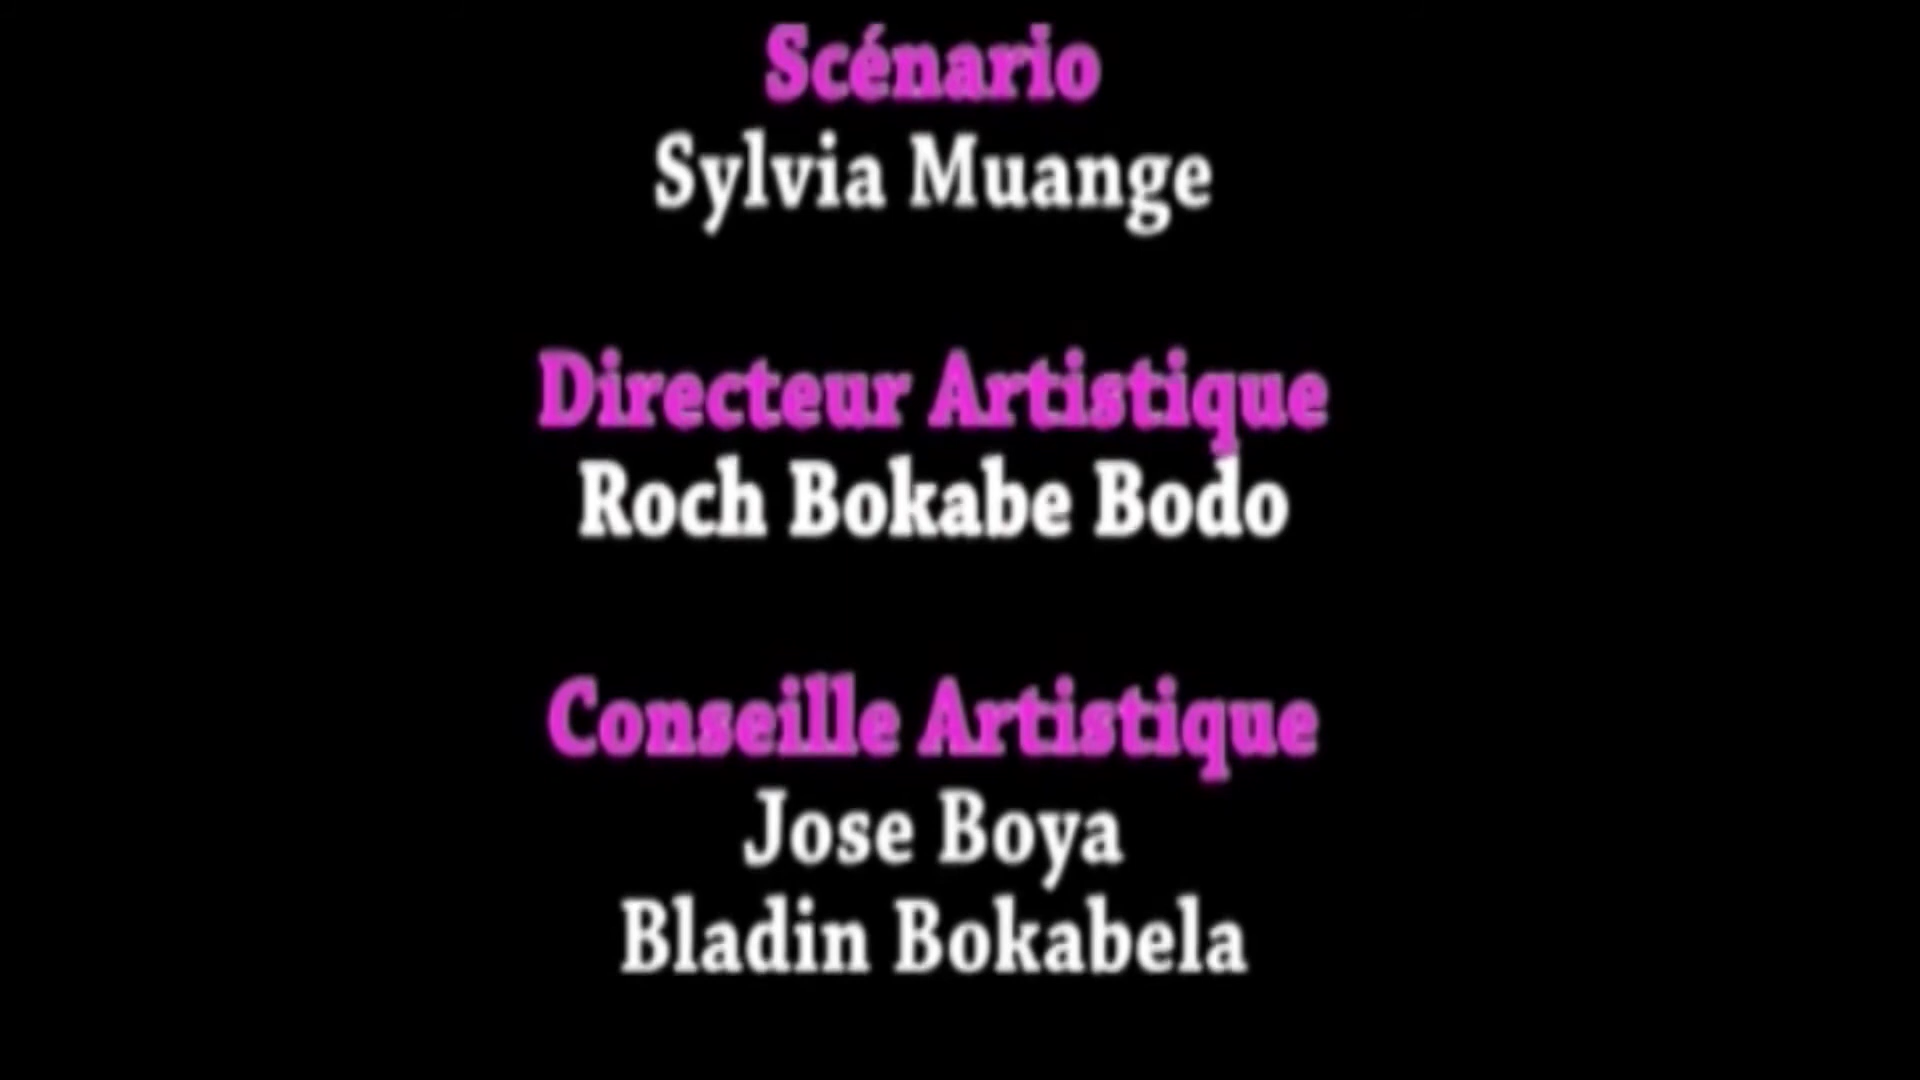 Scénario
Sylvia Muange
Directeur Artistique
Roch Bokabe Bodo
Conseille Artistique
Jose Boya
Bladin Bokabela